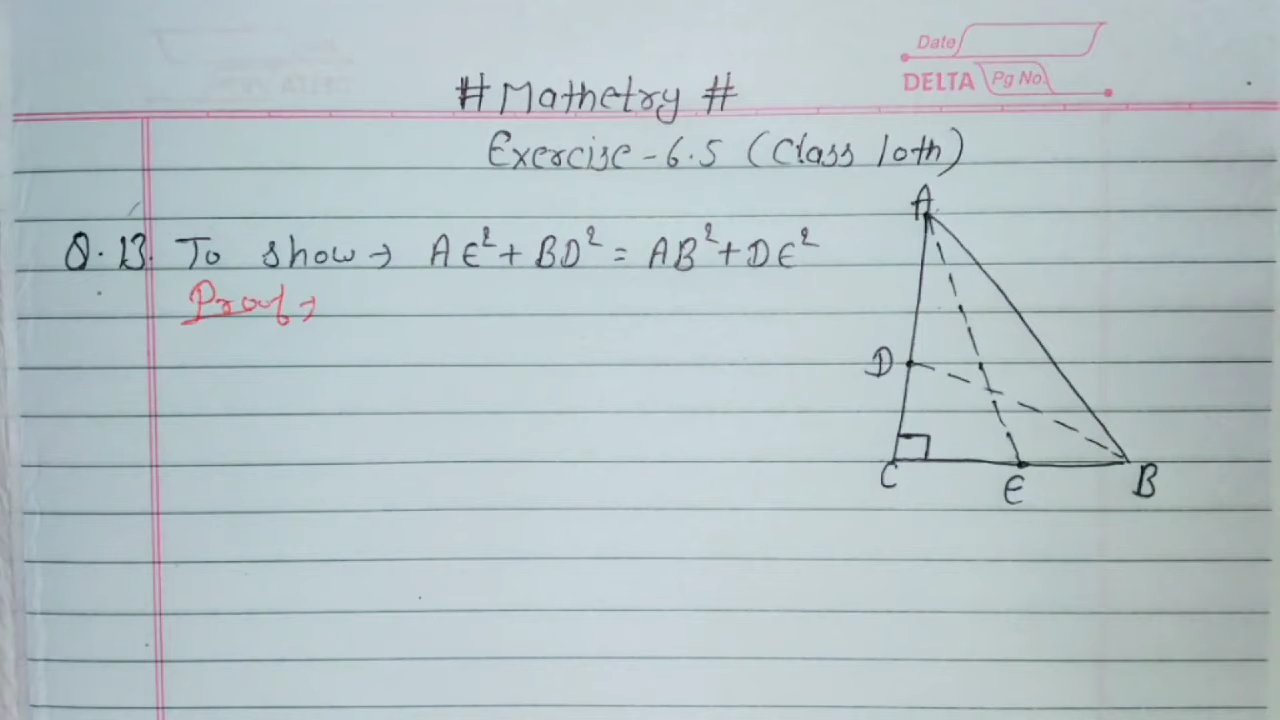 Date
DELTA Pg No.
# Mathetry #
Exercise-6.5 (Class 10th)
Q.13 To show → AE²+BD² = AB²+DE²
Proof →
A
D
C
E
B